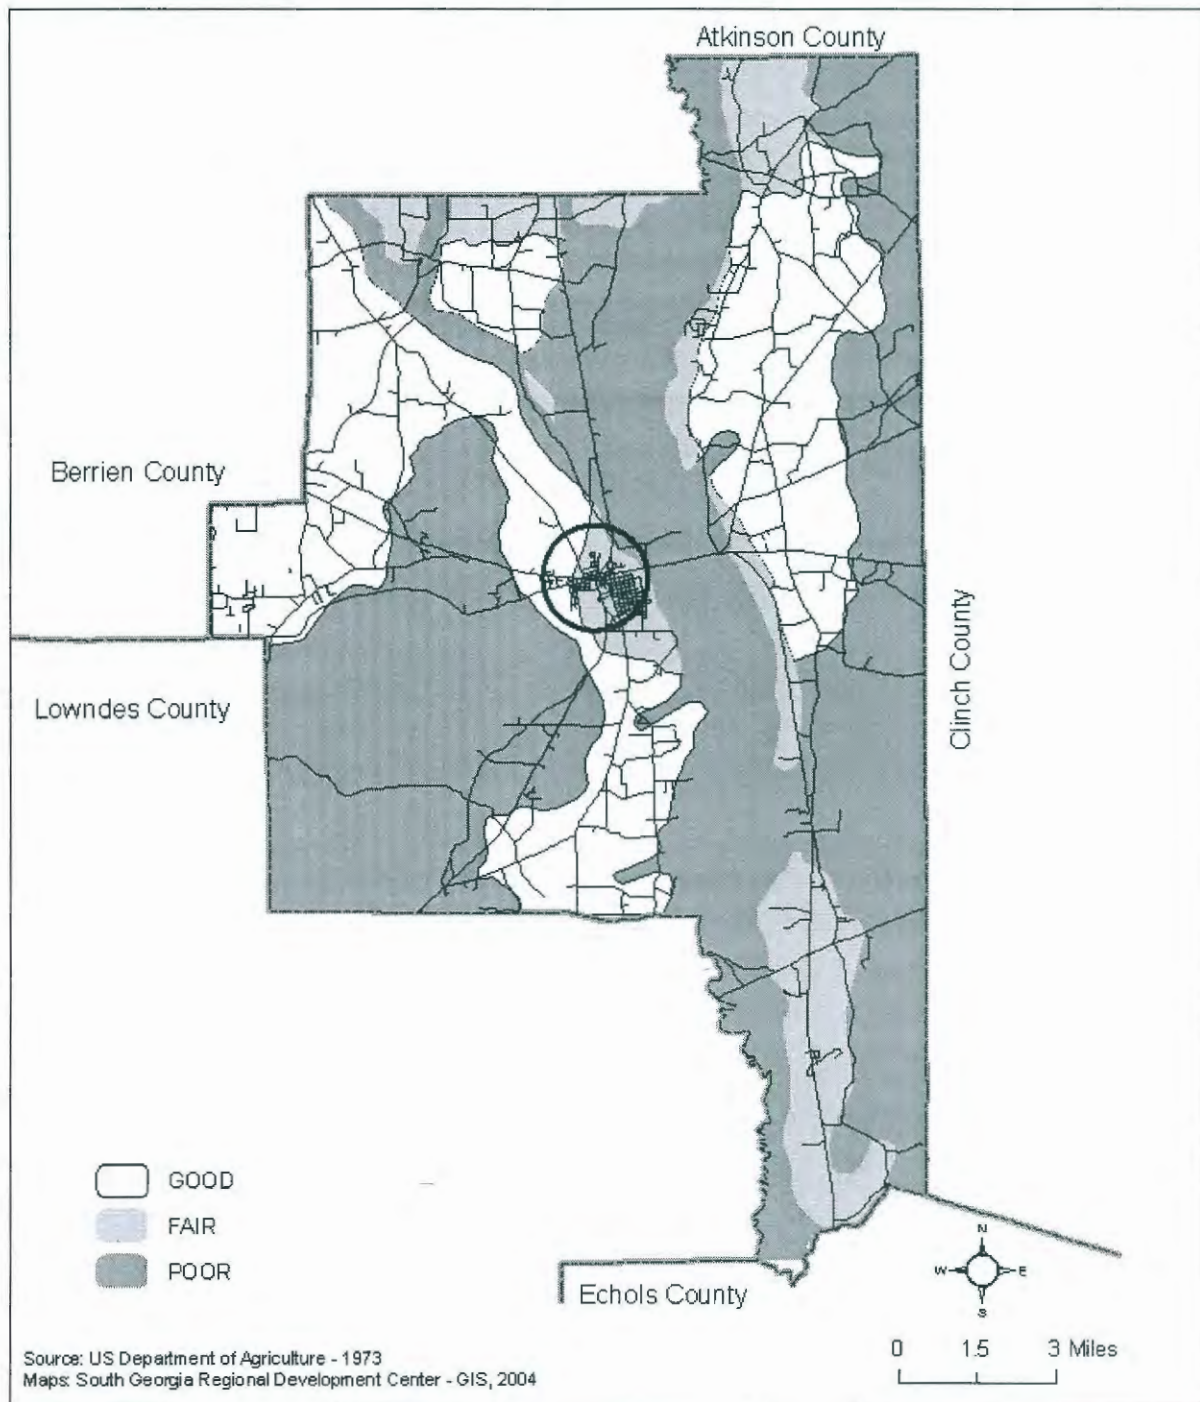 Atkinson County
Berrien County
Lowndes County
Clinch County
GOOD
FAIR
POOR
Echols County
N
W
E
S
0 1.5 3 Miles
Source: US Department of Agriculture - 1973
Maps: South Georgia Regional Development Center - GIS, 2004